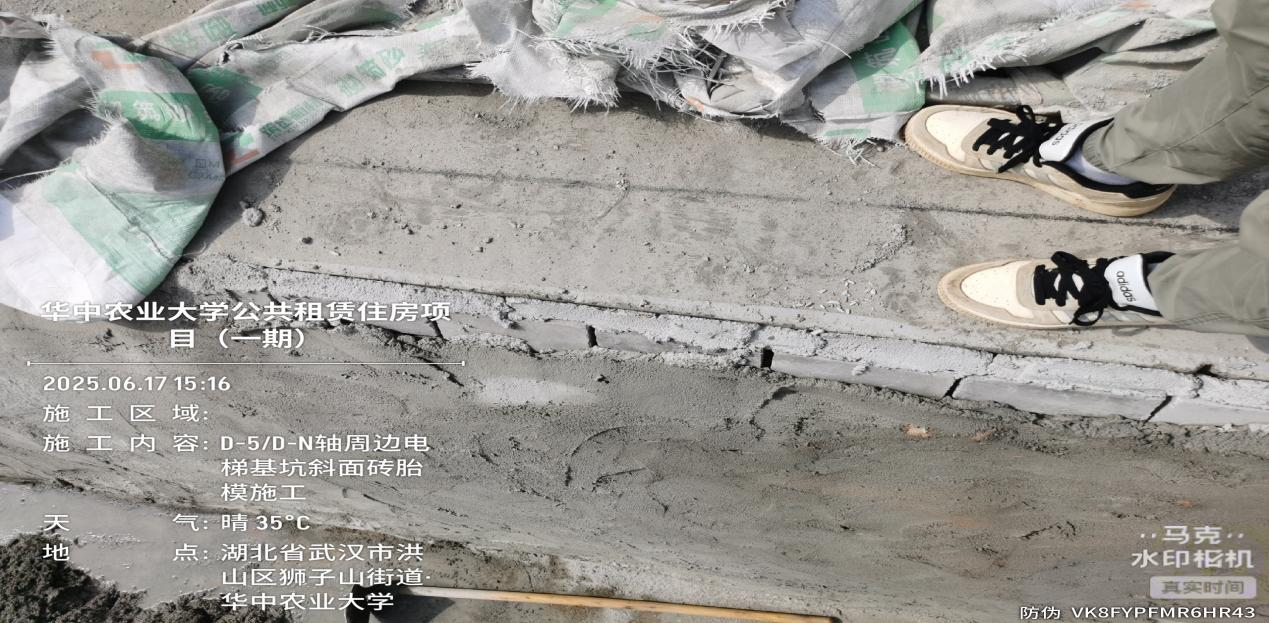 华中农业大学公共租赁住房项
目（一期）
2025.06.17 15:16
施工区域:
施工内容: D-5/D-N轴周边电
梯基坑斜面砖胎
模施工
天气: 晴 35°C
地点: 湖北省武汉市洪
山区狮子山街道·
华中农业大学
adidas
adidas
马克
水印相机
真实时间
防伪 VK8FYPFMR6HR43